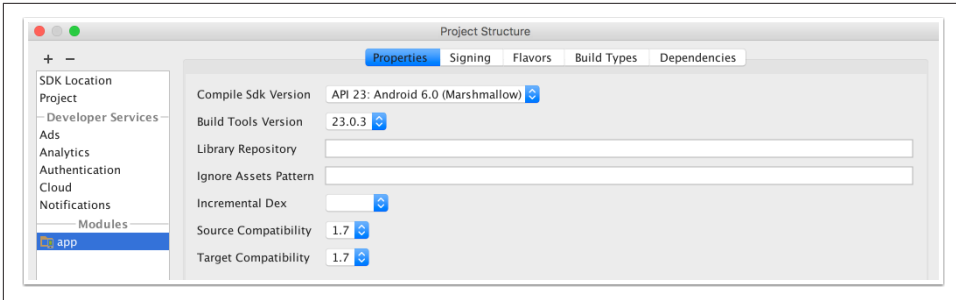 Project Structure
+ −
Properties Signing Flavors Build Types Dependencies
SDK Location
Project
Developer Services
Ads
Analytics
Authentication
Cloud
Notifications
Modules
app
Compile Sdk Version API 23: Android 6.0 (Marshmallow)
Build Tools Version 23.0.3
Library Repository
Ignore Assets Pattern
Incremental Dex
Source Compatibility 1.7
Target Compatibility 1.7